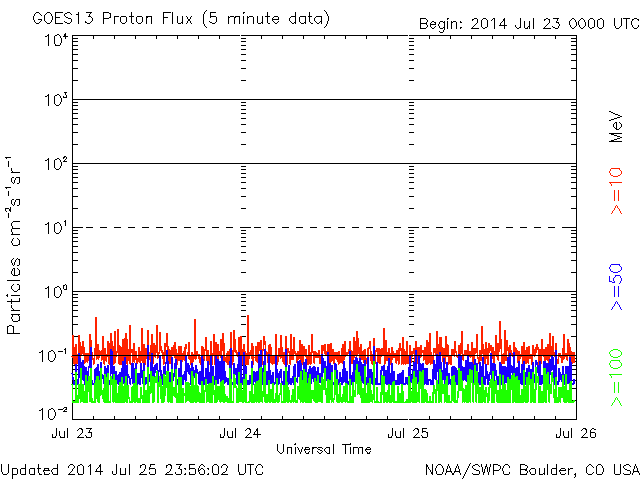 GOES13 Proton Flux (5 minute data)
Begin: 2014 Jul 23 0000 UTC
10⁴
10³
10²
10¹
10⁰
10⁻¹
10⁻²
Particles cm⁻²s⁻¹sr⁻¹
MeV
>=10
>=50
>=100
Jul 23
Jul 24
Jul 25
Jul 26
Universal Time
Updated 2014 Jul 25 23:56:02 UTC
NOAA/SWPC Boulder, CO USA